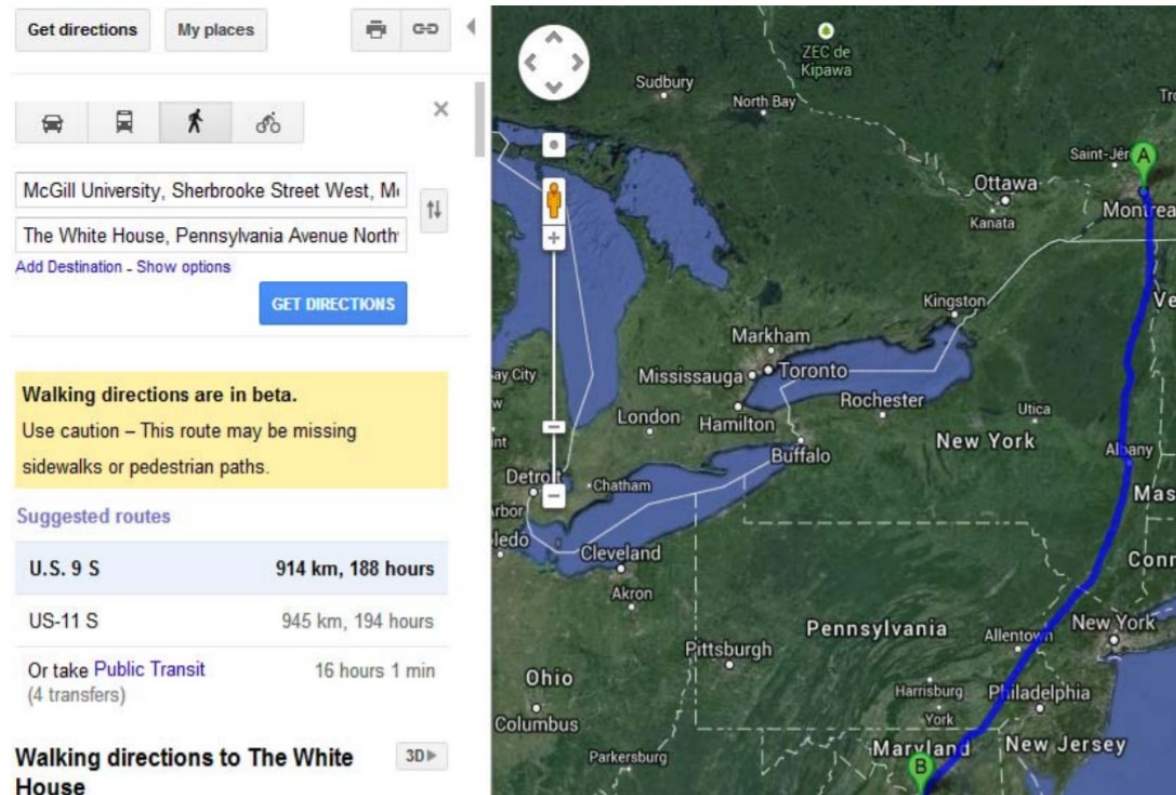 Get directions
My places
McGill University, Sherbrooke Street West,
The White House, Pennsylvania Avenue
Add Destination - Show options
GET DIRECTIONS
Walking directions are in beta.
Use caution – This route may be missing
sidewalks or pedestrian paths.
Suggested routes
U.S. 9 S 914 km, 188 hours
US-11 S 945 km, 194 hours
Or take Public Transit 16 hours 1 min
(4 transfers)
Walking directions to The White
House
3D
ZEC de
Kipawa
Sudbury
North Bay
Saint-Jér
A
Ottawa
Kanata
Montrea
Kingston
Ve
Markham
Mississauga
Toronto
Bay City
London
Hamilton
Rochester
Utica
New York
Buffalo
Albany
Detroit
Chatham
Arbor
Mas
Cleveland
Akron
Conn
Pennsylvania
Allentown
New York
Pittsburgh
Ohio
Harrisburg
Philadelphia
York
Columbus
Parkersburg
Maryland
New Jersey
B